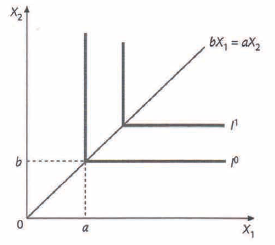 X₂
bX₁ = aX₂
I¹
b
I⁰
0
a
X₁